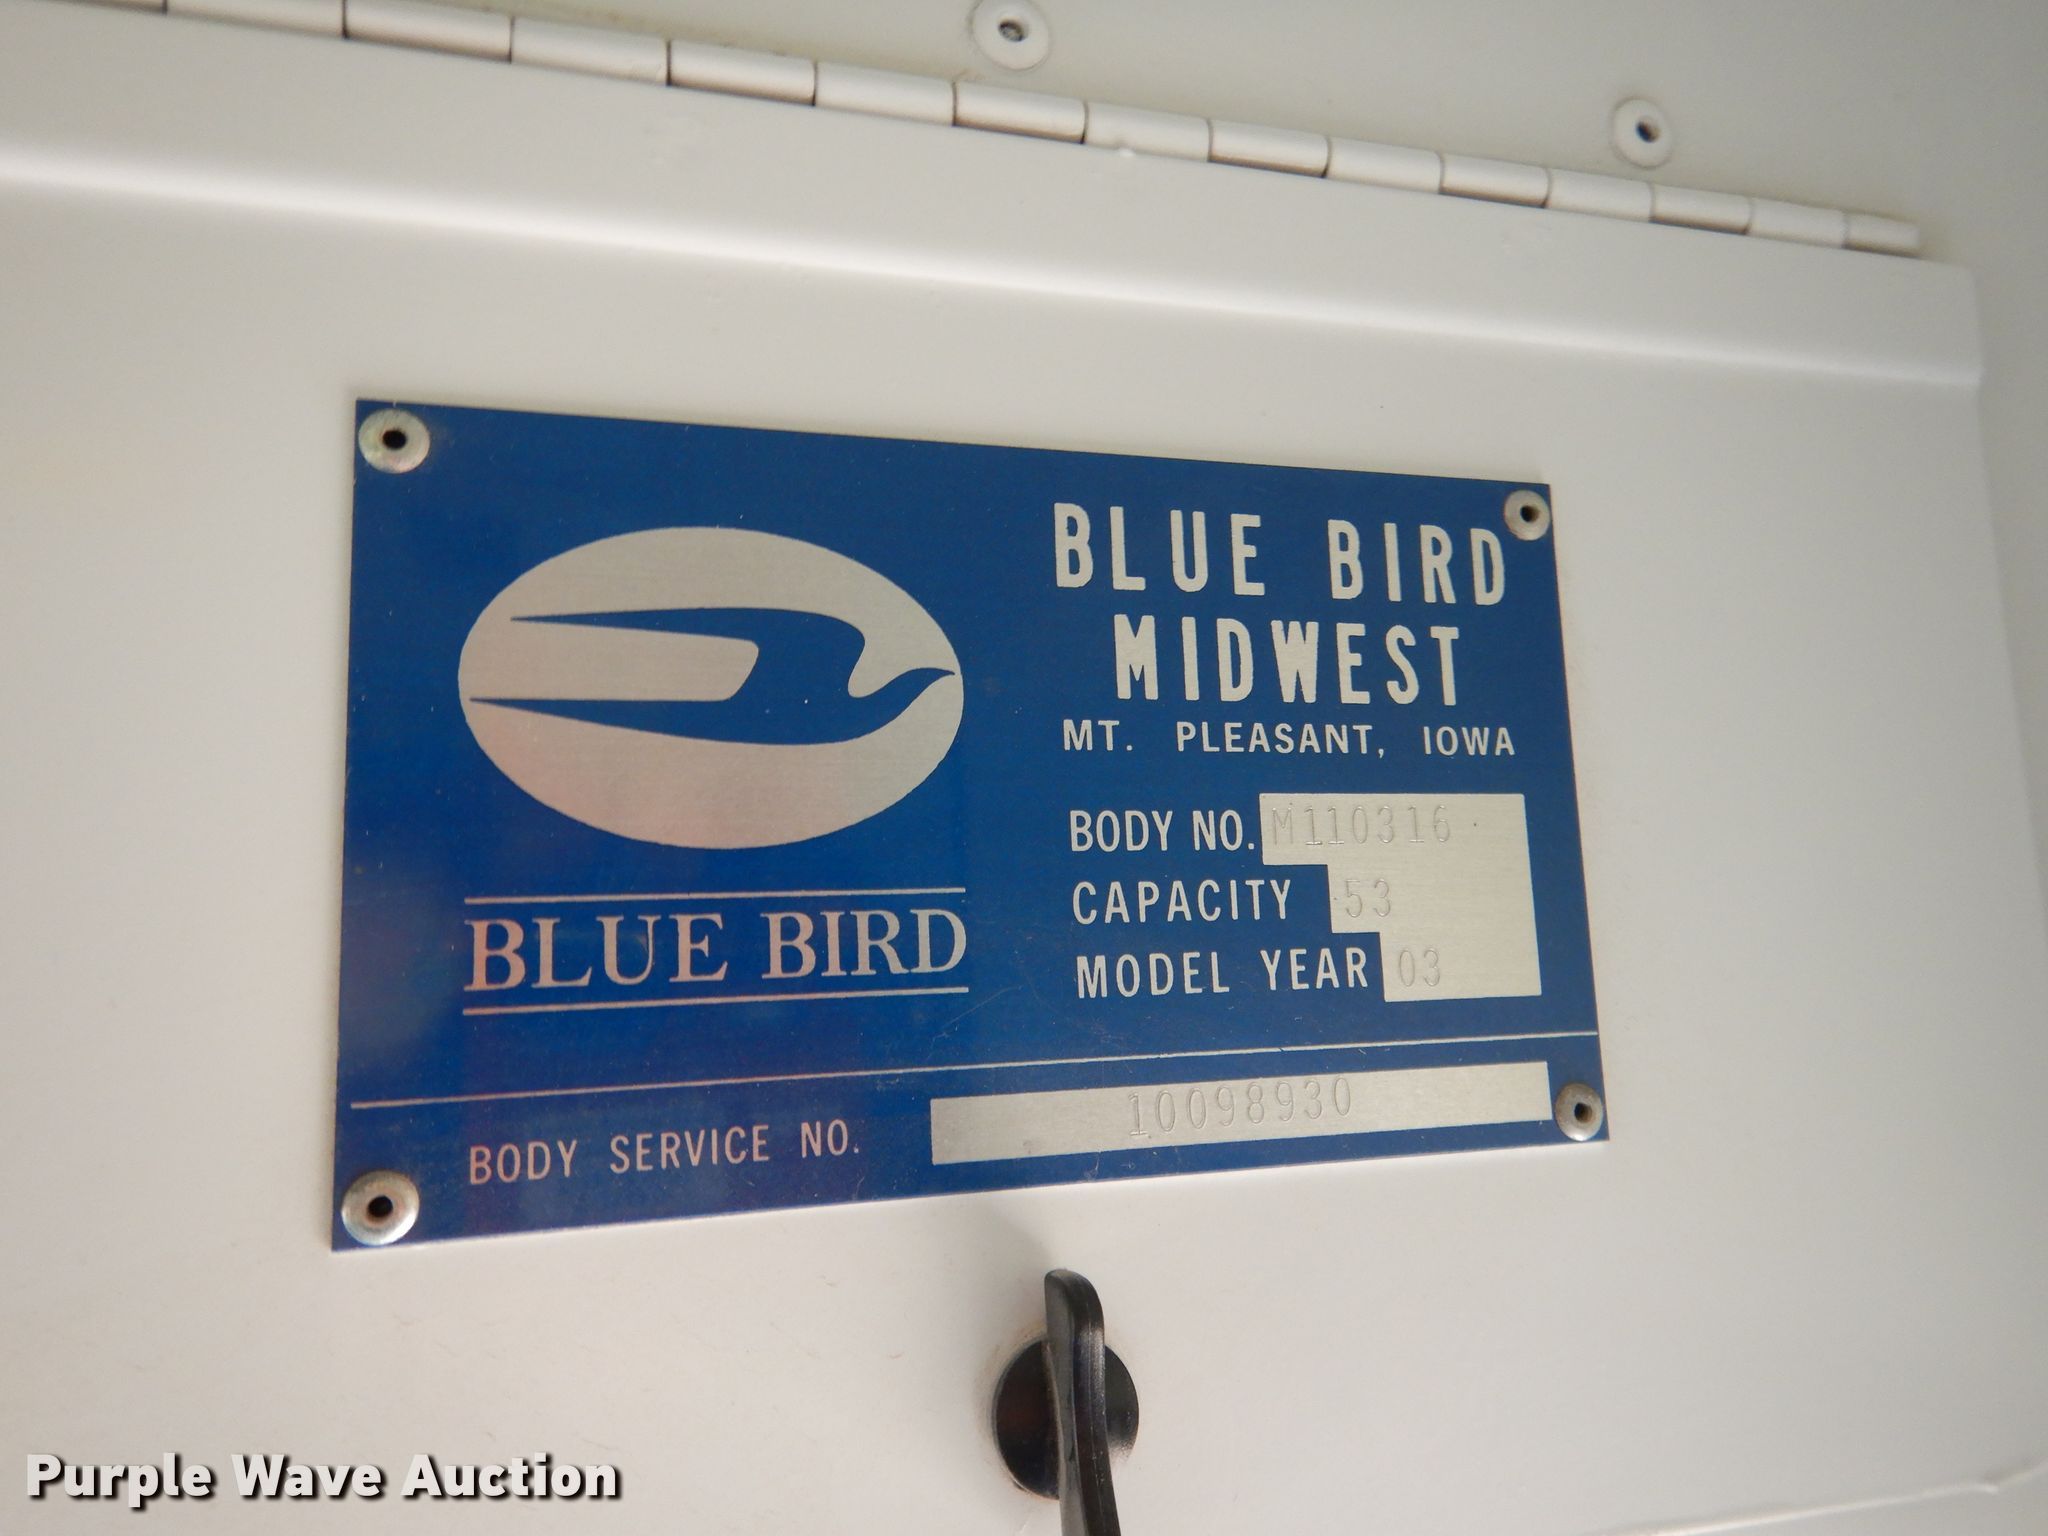 BLUE BIRD
MIDWEST
MT. PLEASANT, IOWA
BODY NO. M110316
CAPACITY 53
MODEL YEAR 03
BLUE BIRD
BODY SERVICE NO. 10098930
Purple Wave Auction